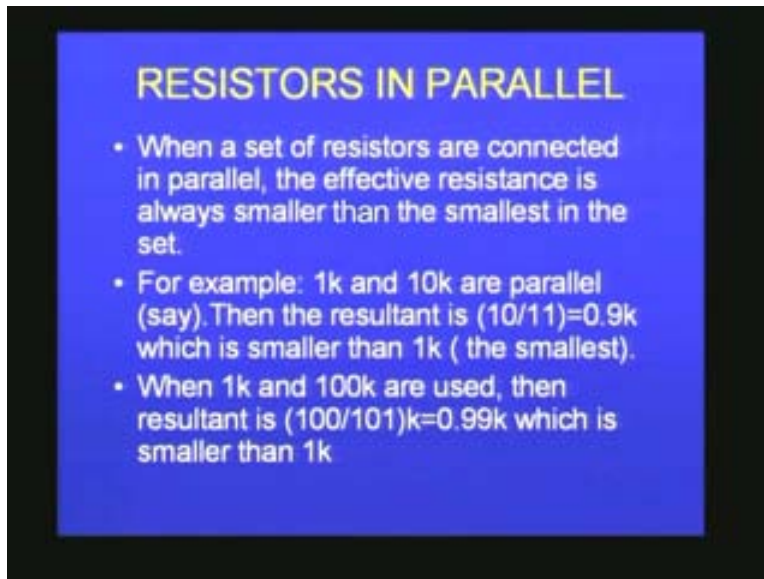 RESISTORS IN PARALLEL
• When a set of resistors are connected
in parallel, the effective resistance is
always smaller than the smallest in the
set.
• For example: 1k and 10k are parallel
(say).Then the resultant is (10/11)=0.9k
which is smaller than 1k ( the smallest).
• When 1k and 100k are used, then
resultant is (100/101)k=0.99k which is
smaller than 1k